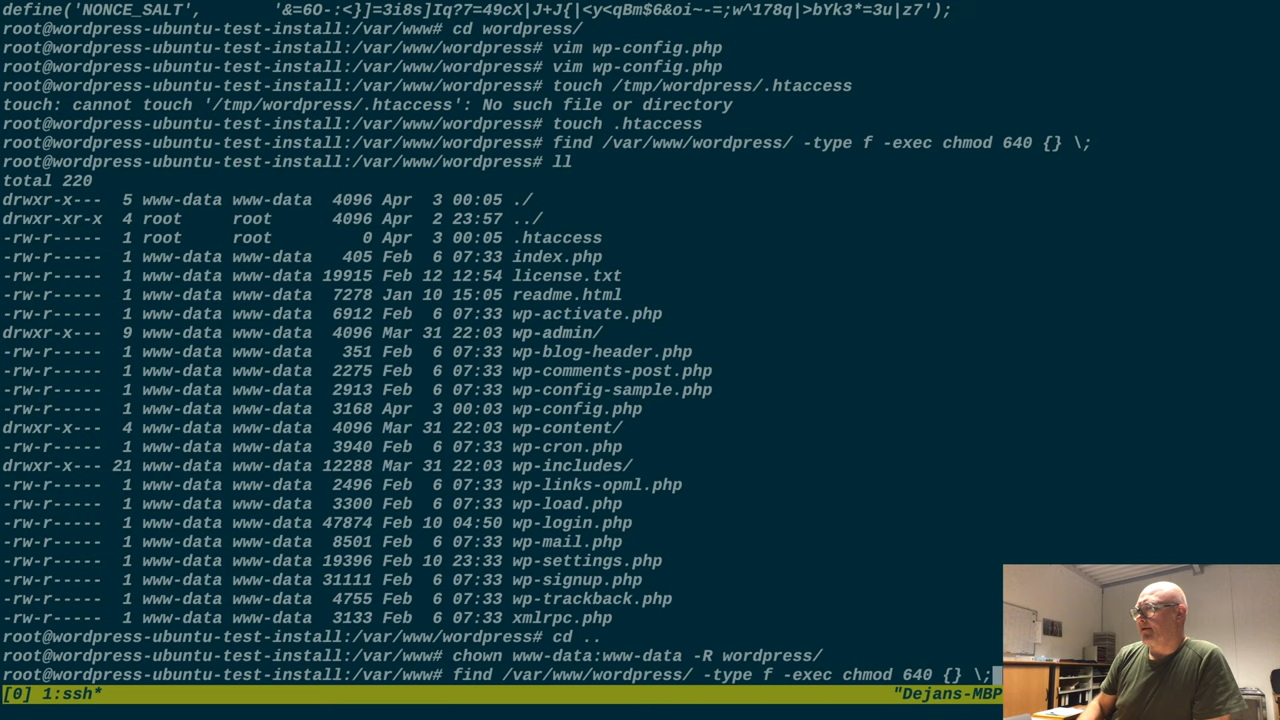 define('NONCE_SALT',       '&=6O-:<}]=3i8s]Iq?7=49cX|J+J{|<y<qBm$6&oi~-=;w^178q|>bYk3*=3u|z7');
root@wordpress-ubuntu-test-install:/var/www# cd wordpress/
root@wordpress-ubuntu-test-install:/var/www/wordpress# vim wp-config.php
root@wordpress-ubuntu-test-install:/var/www/wordpress# vim wp-config.php
root@wordpress-ubuntu-test-install:/var/www/wordpress# touch /tmp/wordpress/.htaccess
touch: cannot touch '/tmp/wordpress/.htaccess': No such file or directory
root@wordpress-ubuntu-test-install:/var/www/wordpress# touch .htaccess
root@wordpress-ubuntu-test-install:/var/www/wordpress# find /var/www/wordpress/ -type f -exec chmod 640 {} \;
root@wordpress-ubuntu-test-install:/var/www/wordpress# ll
total 220
drwxr-x---  5 www-data www-data  4096 Apr  3 00:05 ./
drwxr-xr-x  4 root     root      4096 Apr  2 23:57 ../
-rw-r-----  1 root     root         0 Apr  3 00:05 .htaccess
-rw-r-----  1 www-data www-data   405 Feb  6 07:33 index.php
-rw-r-----  1 www-data www-data 19915 Feb 12 12:54 license.txt
-rw-r-----  1 www-data www-data  7278 Jan 10 15:05 readme.html
-rw-r-----  1 www-data www-data  6912 Feb  6 07:33 wp-activate.php
drwxr-x---  9 www-data www-data  4096 Mar 31 22:03 wp-admin/
-rw-r-----  1 www-data www-data   351 Feb  6 07:33 wp-blog-header.php
-rw-r-----  1 www-data www-data  2275 Feb  6 07:33 wp-comments-post.php
-rw-r-----  1 www-data www-data  2913 Feb  6 07:33 wp-config-sample.php
-rw-r-----  1 www-data www-data  3168 Apr  3 00:03 wp-config.php
drwxr-x---  4 www-data www-data  4096 Mar 31 22:03 wp-content/
-rw-r-----  1 www-data www-data  3940 Feb  6 07:33 wp-cron.php
drwxr-x--- 21 www-data www-data 12288 Mar 31 22:03 wp-includes/
-rw-r-----  1 www-data www-data  2496 Feb  6 07:33 wp-links-opml.php
-rw-r-----  1 www-data www-data  3300 Feb  6 07:33 wp-load.php
-rw-r-----  1 www-data www-data 47874 Feb 10 04:50 wp-login.php
-rw-r-----  1 www-data www-data  8501 Feb  6 07:33 wp-mail.php
-rw-r-----  1 www-data www-data 19396 Feb 10 23:33 wp-settings.php
-rw-r-----  1 www-data www-data 31111 Feb  6 07:33 wp-signup.php
-rw-r-----  1 www-data www-data  4755 Feb  6 07:33 wp-trackback.php
-rw-r-----  1 www-data www-data  3133 Feb  6 07:33 xmlrpc.php
root@wordpress-ubuntu-test-install:/var/www/wordpress# cd ..
root@wordpress-ubuntu-test-install:/var/www# chown www-data:www-data -R wordpress/
root@wordpress-ubuntu-test-install:/var/www# find /var/www/wordpress/ -type f -exec chmod 640 {} \;
[0] 1:ssh* "Dejans-MBP